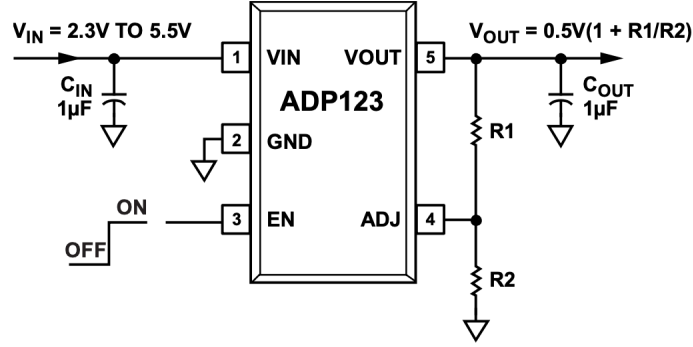 V_IN = 2.3V TO 5.5V
V_OUT = 0.5V(1 + R1/R2)
1 VIN VOUT 5
C_IN
1µF
C_OUT
1µF
ADP123
R1
2 GND
ON
OFF
3 EN ADJ 4
R2